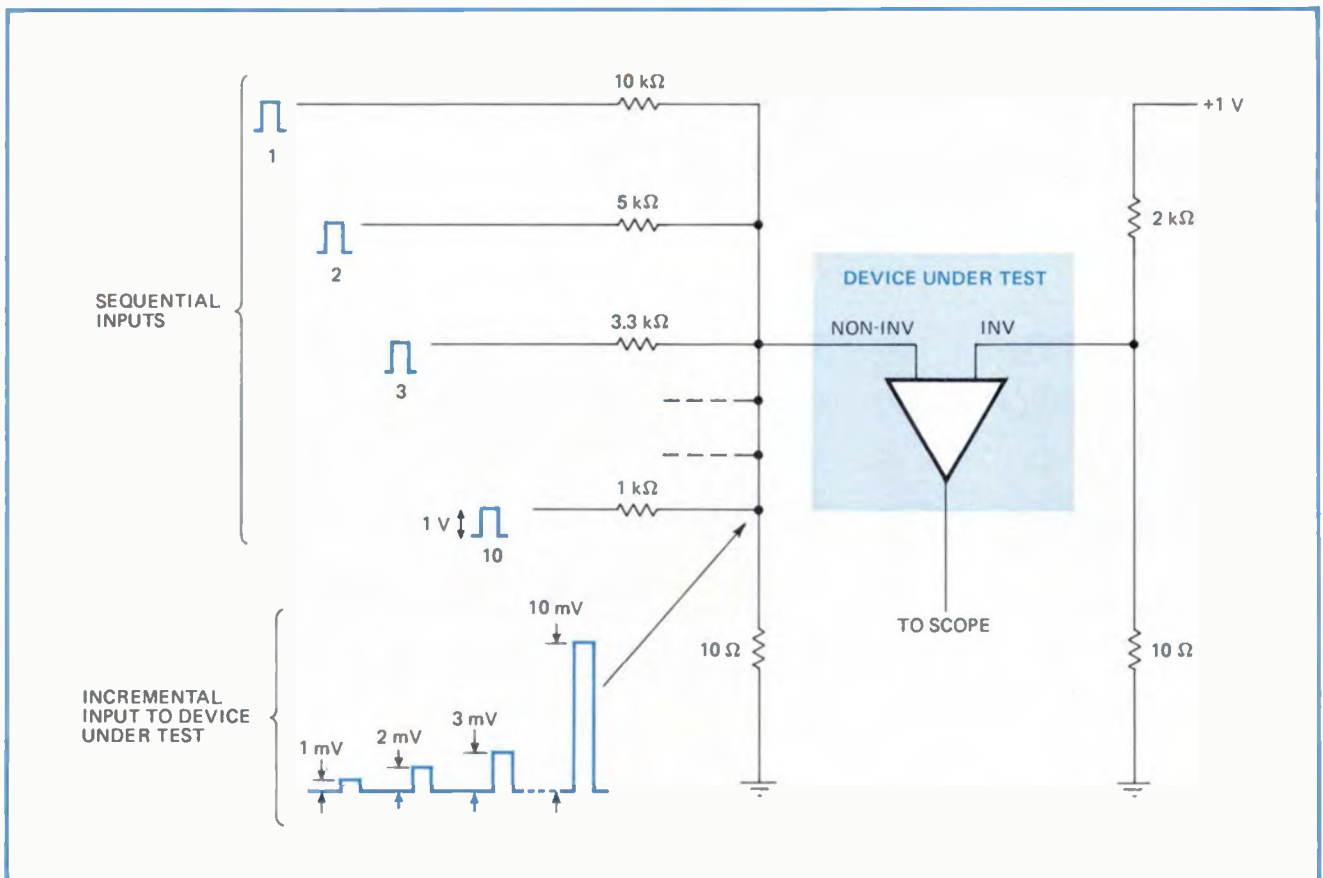 10 kΩ
+1 V
1
5 kΩ
2 kΩ
2
DEVICE UNDER TEST
SEQUENTIAL
INPUTS
3.3 kΩ
NON-INV
INV
3
1 kΩ
1 V
10
10 mV
TO SCOPE
10 Ω
10 Ω
INCREMENTAL
INPUT TO DEVICE
UNDER TEST
1 mV
2 mV
3 mV